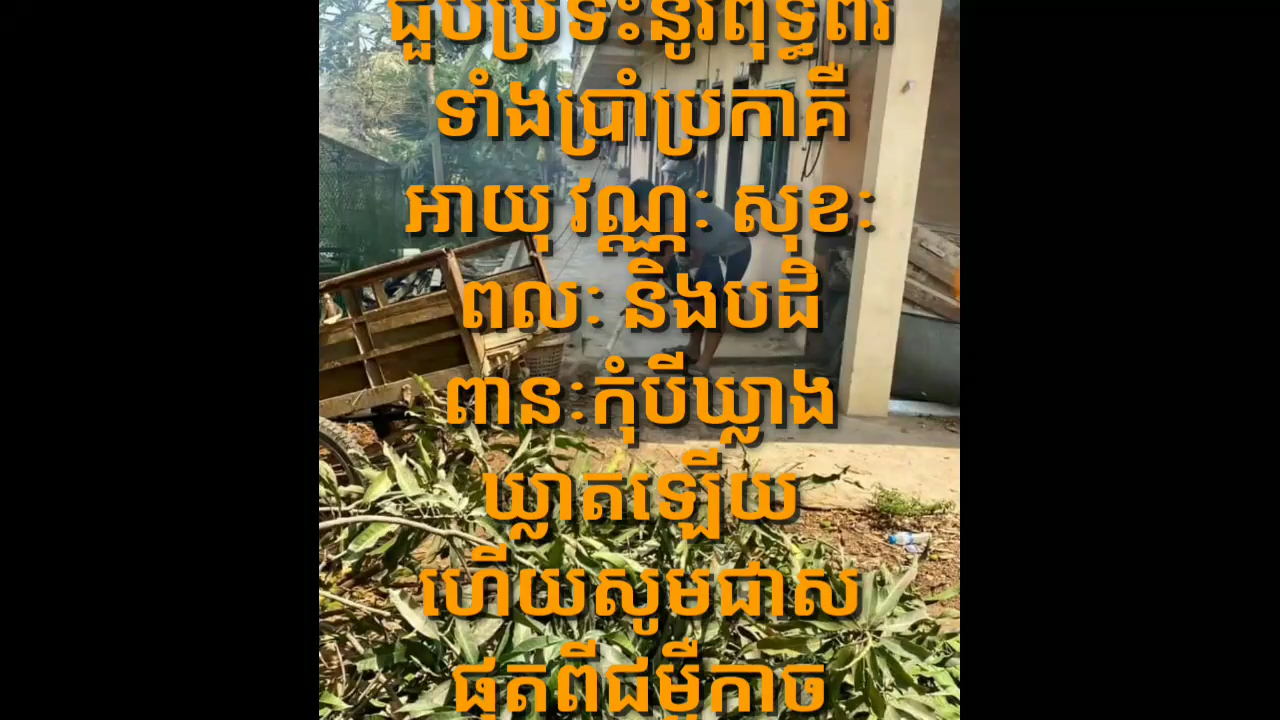 ជួបប្រទះនូវពុទ្ធពរ
ទាំងប្រាំប្រកាគឺ
អាយុ វណ្ណៈ សុខៈ
ពលៈ និងបដិ
ពានៈកុំបីឃ្លាង
ឃ្លាតឡើយ
ហើយសូមជាស
ផុតពីជម្ងឺកាច